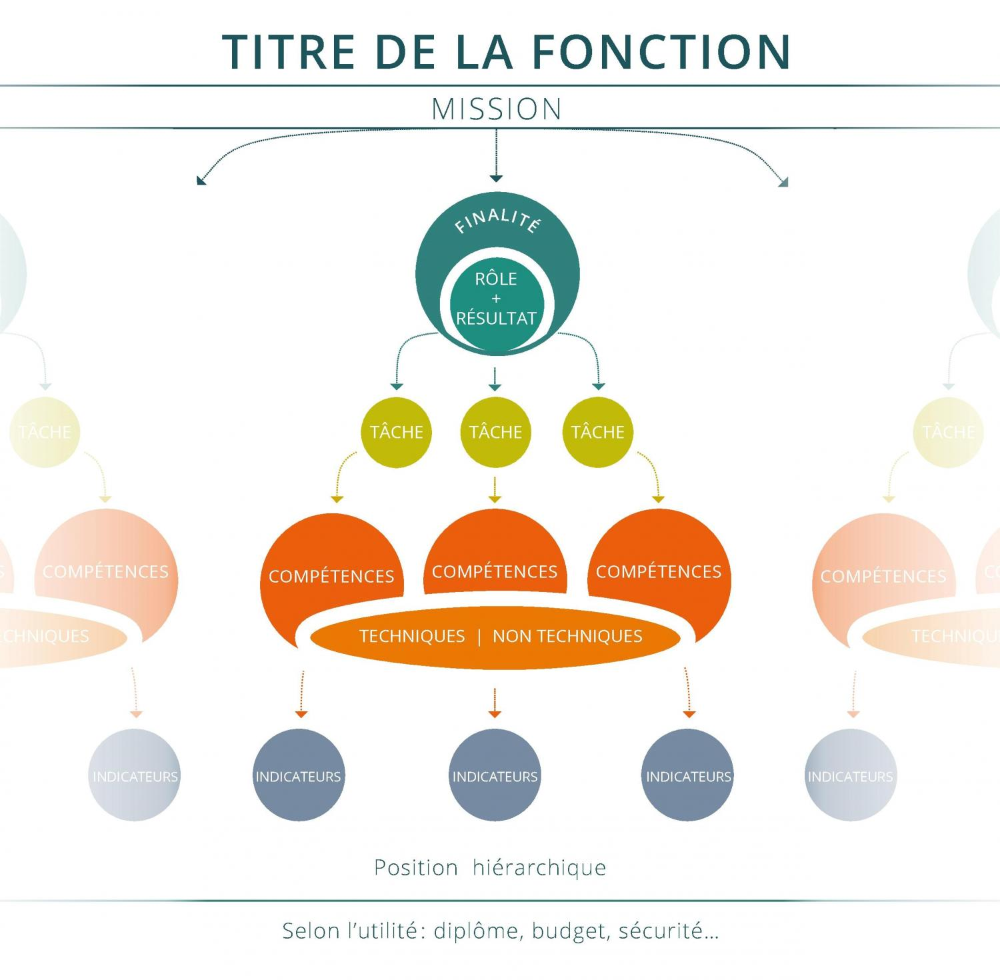 TITRE DE LA FONCTION
MISSION
FINALITÉ
RÔLE
+
RÉSULTAT
TÂCHE TÂCHE TÂCHE TÂCHE TÂCHE
COMPÉTENCES COMPÉTENCES COMPÉTENCES COMPÉTENCES COMPÉTENCES
TECHNIQUES | NON TECHNIQUES
INDICATEURS INDICATEURS INDICATEURS INDICATEURS INDICATEURS
Position hiérarchique
Selon l’utilité: diplôme, budget, sécurité...